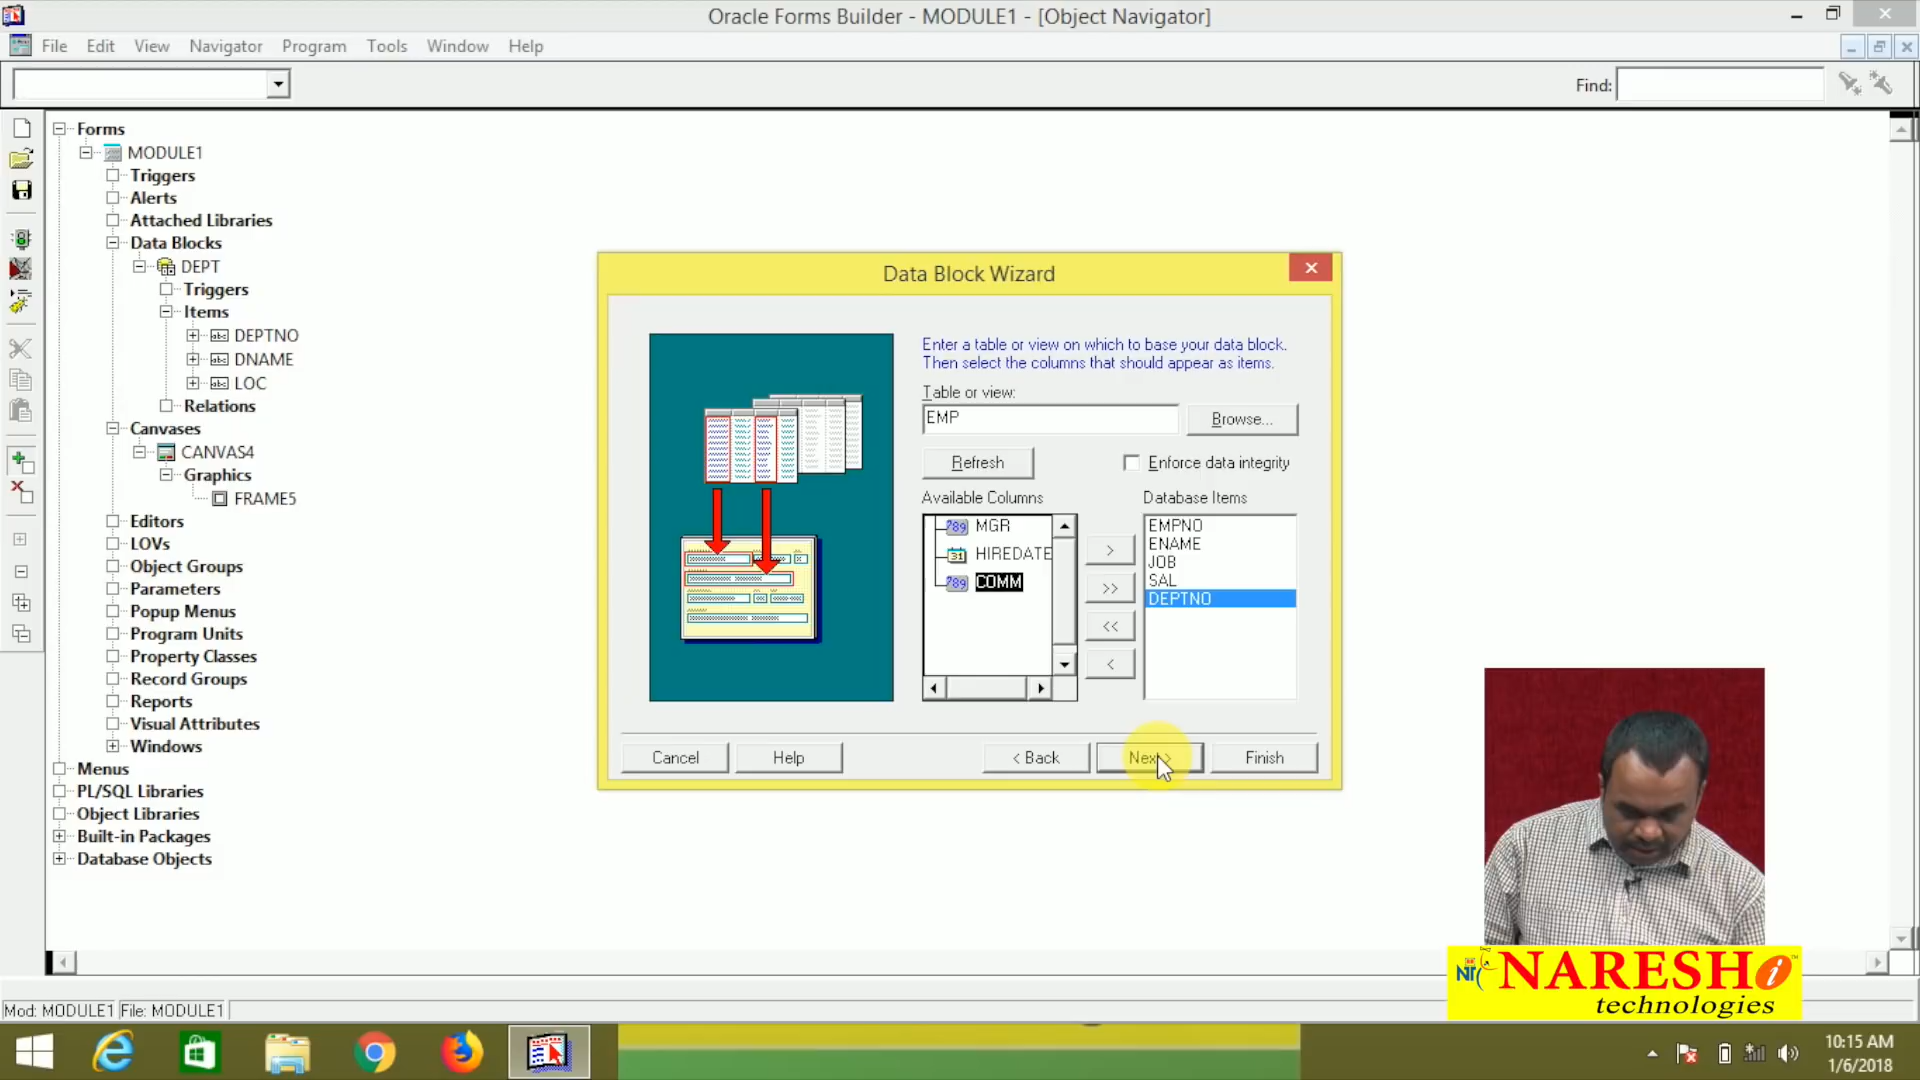 Oracle Forms Builder - MODULE1 - [Object Navigator]
File Edit View Navigator Program Tools Window Help
Find:
Forms
MODULE1
Triggers
Alerts
Attached Libraries
Data Blocks
DEPT
Triggers
Items
DEPTNO
DNAME
LOC
Relations
Canvases
CANVAS4
Graphics
FRAME5
Editors
LOVs
Object Groups
Parameters
Popup Menus
Program Units
Property Classes
Record Groups
Reports
Visual Attributes
Windows
Menus
PL/SQL Libraries
Object Libraries
Built-in Packages
Database Objects
Data Block Wizard
Enter a table or view on which to base your data block.
Then select the columns that should appear as items.
Table or view:
EMP
Browse...
Refresh
Enforce data integrity
Available Columns
789 MGR
31 HIREDATE
789 COMM
>
>>
<<
<
Database Items
EMPNO
ENAME
JOB
SAL
DEPTNO
Cancel
Help
< Back
Next >
Finish
NARESH i
technologies
Mod: MODULE1 File: MODULE1
10:15 AM
1/6/2018